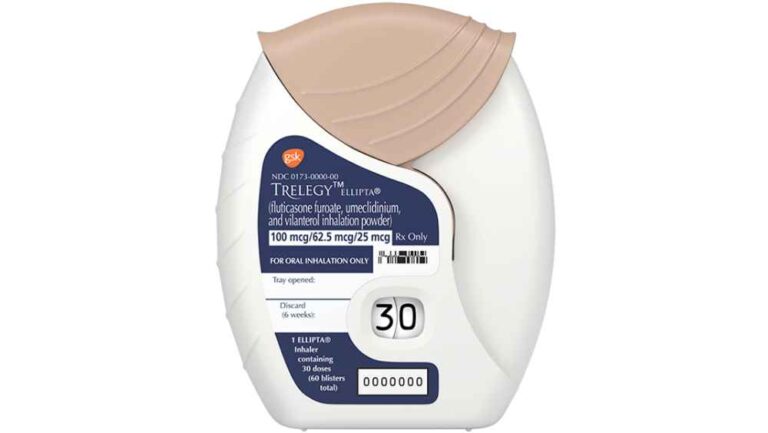 gsk
NDC 0173-0000-00
TRELEGY™ ELLIPTA®
(fluticasone furoate, umeclidinium,
and vilanterol inhalation powder)
100 mcg/62.5 mcg/25 mcg Rx Only
FOR ORAL INHALATION ONLY
Tray opened:
Discard
(6 weeks):
30
1 ELLIPTA®
Inhaler
containing
30 doses
(60 blisters
total)
0000000